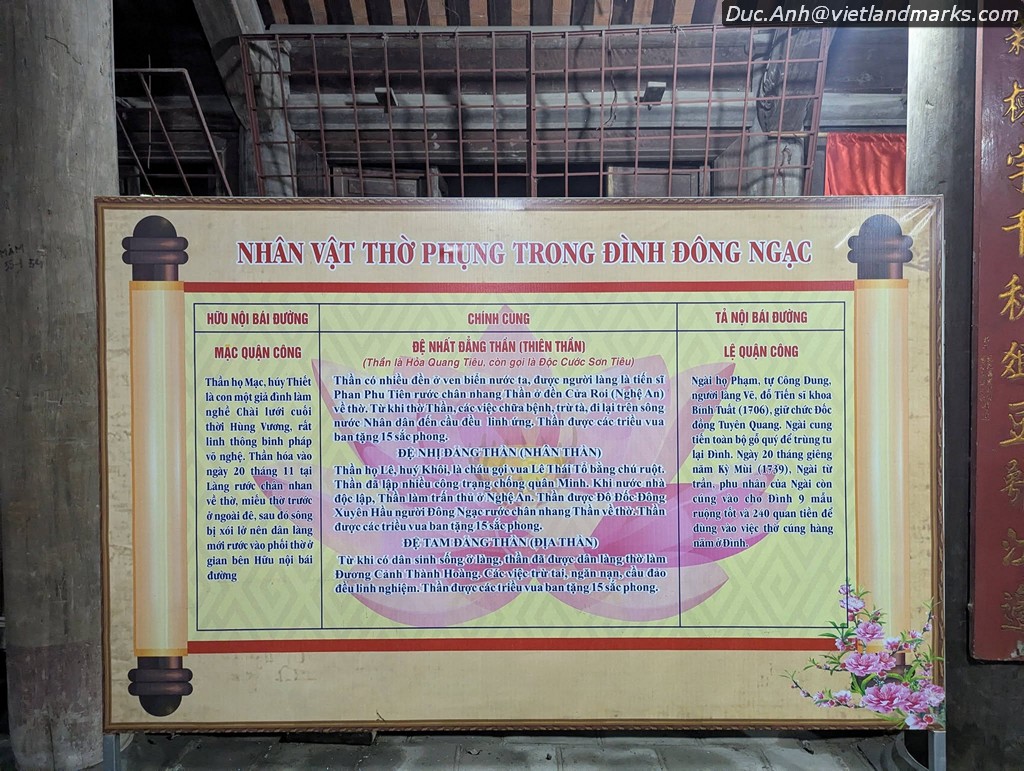 Duc.Anh@vietlandmarks.com
NHÂN VẬT THỜ PHỤNG TRONG ĐÌNH ĐÔNG NGẠC
HỮU NỘI BÁI ĐƯỜNG
MẠC QUẬN CÔNG
Thần họ Mạc, húy Thiết
là con một gia đình làm
nghề Chài lưới cuối
thời Hùng Vương, rất
linh thông binh pháp
võ nghệ. Thần hóa vào
ngày 20 tháng 11 tại
Làng rước chân nhan
về thờ, miếu thờ trước
ở ngoài đê, sau do sông
bị xói lở nên dân làng
mới rước vào phối thờ ở
gian bên Hữu nội bái
đường
CHÍNH CUNG
ĐỆ NHẤT ĐẲNG THẦN (THIÊN THẦN)
(Thần là Hỏa Quang Tiêu, còn gọi là Độc Cước Sơn Tiêu)
Thần có nhiều đền ở ven biển nước ta, được người làng là tiến sĩ
Phan Phu Tiên rước chân nhang Thần ở đền Cửa Rồi (Nghệ An)
về thờ. Từ khi thờ Thần, các việc chữa bệnh, trừ tà, đi lại trên sông
nước Nhân dân đến cầu đều linh ứng. Thần được các triều vua
ban tặng 15 sắc phong.
ĐỆ NHỊ ĐẲNG THẦN (NHÂN THẦN)
Thần họ Lê, huý Khôi, là cháu gọi vua Lê Thái Tổ bằng chú ruột.
Thần đã lập nhiều công trạng chống quân Minh. Khi nước nhà
độc lập, Thần làm trấn thủ ở Nghệ An. Thần được Đô Đốc Đông
Xuyên Hầu người Đông Ngạc rước chân nhang Thần về thờ. Thần
được các triều vua ban tặng 15 sắc phong.
ĐỆ TAM ĐẲNG THẦN (ĐỊA THẦN)
Từ khi có dân sinh sống ở làng, thần đã được dân làng thờ làm
Đương Cảnh Thành Hoàng. Các việc trừ tai, ngăn nạn, cầu đảo
đều linh nghiệm. Thần được các triều vua ban tặng 15 sắc phong.
TẢ NỘI BÁI ĐƯỜNG
LỆ QUẬN CÔNG
Ngài họ Phạm, tự Công Dung,
người làng Vẽ, đỗ Tiến sĩ khoa
Bính Tuất (1706), giữ chức Đốc
đồng Tuyên Quang. Ngài cung
tiến toàn bộ gỗ quý để trùng tu
lại Đình. Ngày 20 tháng giêng
năm Kỷ Mùi (1739), Ngài từ
trần, phu nhân của Ngài còn
cúng vào cho Đình 9 mẫu
ruộng tốt và 240 quan tiền để
dùng vào việc thờ cúng hàng
năm ở Đình.
字千秋俎豆